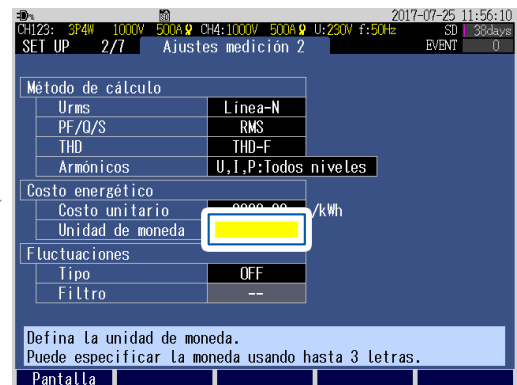 2017-07-25 11:56:10
CH123: 3P4W 1000V 500A CH4:1000V 500A U:230V f:50Hz SD 38days
SET UP 2/7 Ajustes medición 2 EVENT 0
Método de cálculo
Urms Línea-N
PF/Q/S RMS
THD THD-F
Armónicos U,I,P:Todos niveles
Costo energético
Costo unitario /kWh
Unidad de moneda
Fluctuaciones
Tipo OFF
Filtro --
Defina la unidad de moneda.
Puede especificar la moneda usando hasta 3 letras.
Pantalla